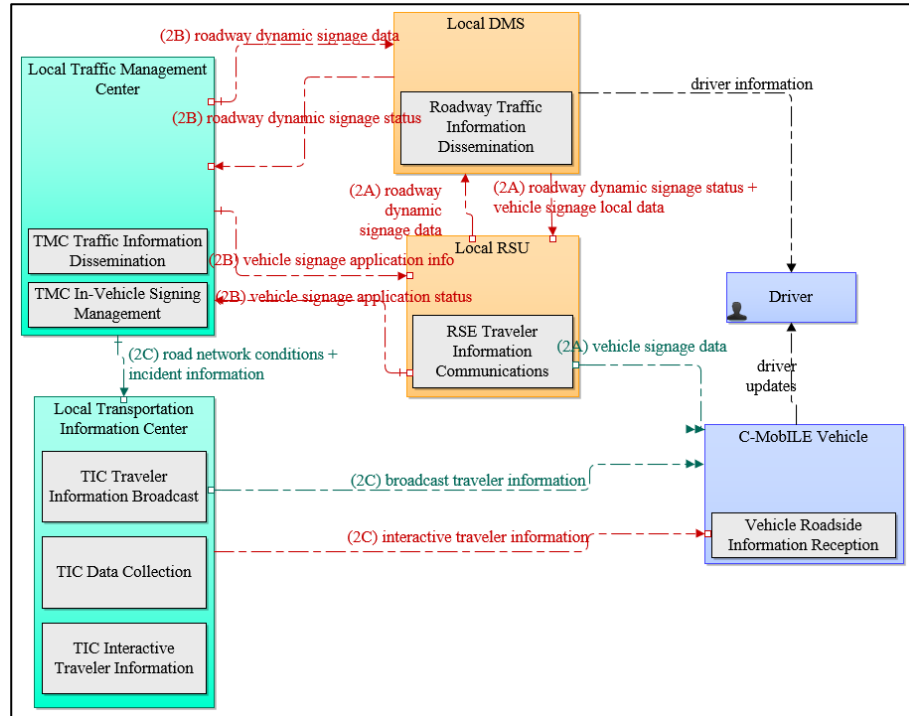 (2B) roadway dynamic signage data
Local DMS
Local Traffic Management
Center
driver information
Roadway Traffic
Information
Dissemination
(2B) roadway dynamic signage status
(2A) roadway
dynamic
signage data
(2A) roadway dynamic signage status +
vehicle signage local data
TMC Traffic Information
Dissemination
Local RSU
(2B) vehicle signage application info
TMC In-Vehicle Signing
Management
(2B) vehicle signage application status
Driver
RSE Traveler
Information
Communications
(2A) vehicle signage data
(2C) road network conditions +
incident information
driver
updates
Local Transportation
Information Center
C-MobILE Vehicle
TIC Traveler
Information Broadcast
(2C) broadcast traveler information
(2C) interactive traveler information
Vehicle Roadside
Information Reception
TIC Data Collection
TIC Interactive
Traveler Information